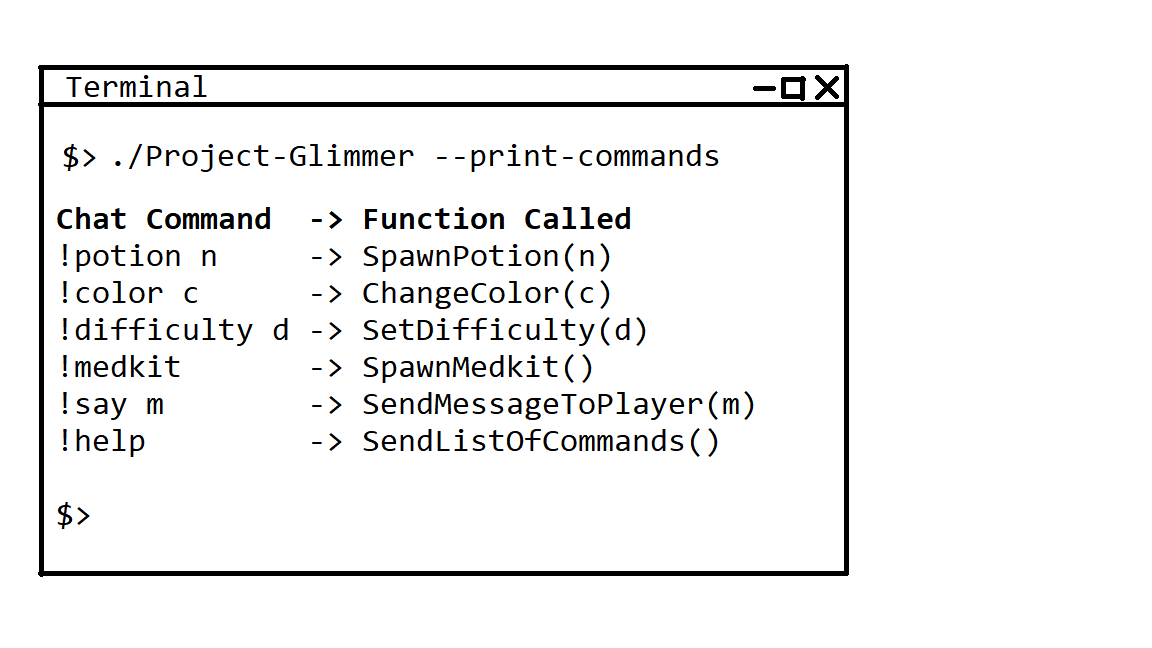 Terminal
$> ./Project-Glimmer --print-commands
Chat Command -> Function Called
!potion n -> SpawnPotion(n)
!color c -> ChangeColor(c)
!difficulty d -> SetDifficulty(d)
!medkit -> SpawnMedkit()
!say m -> SendMessageToPlayer(m)
!help -> SendListOfCommands()
$>